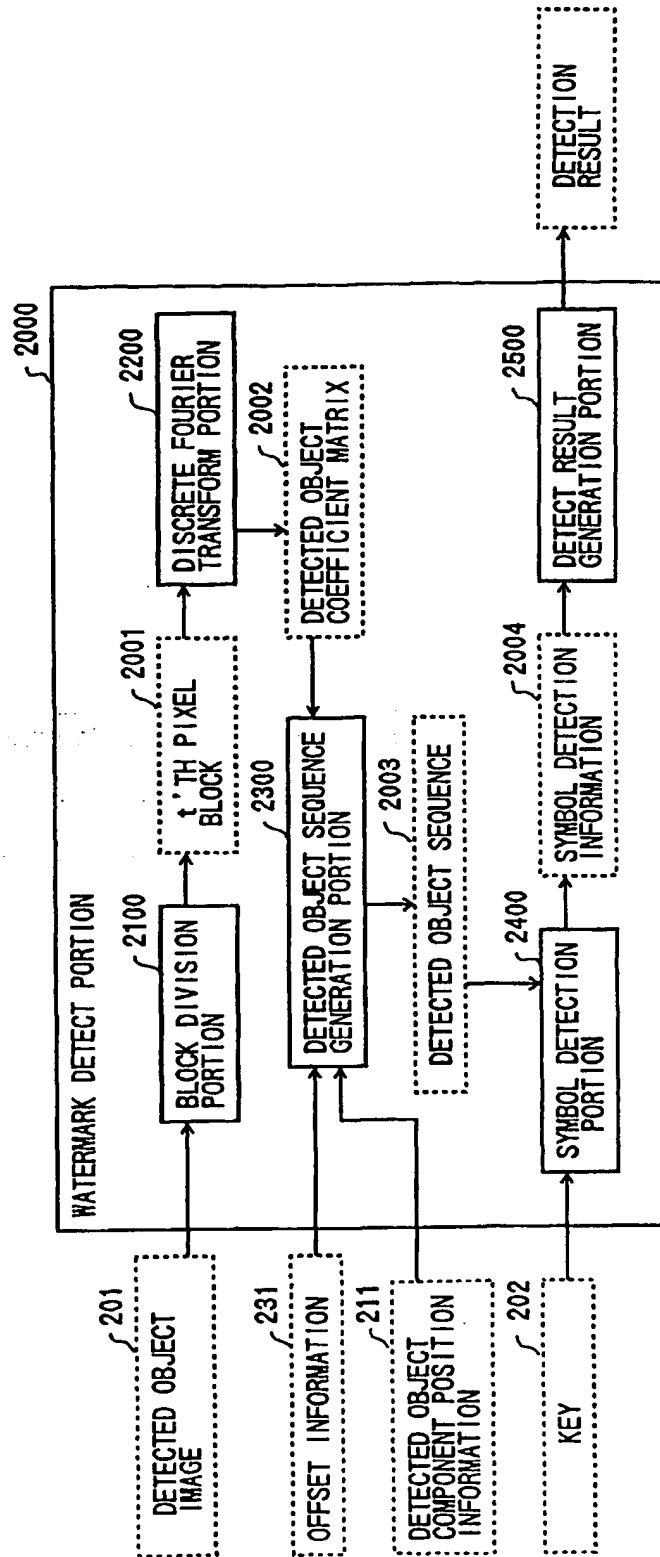 2000
WATERMARK DETECT PORTION
201
DETECTED OBJECT
IMAGE
2100
BLOCK DIVISION
PORTION
2001
t'TH PIXEL
BLOCK
2200
DISCRETE FOURIER
TRANSFORM PORTION
2002
DETECTED OBJECT
COEFFICIENT MATRIX
231
OFFSET INFORMATION
2300
DETECTED OBJECT SEQUENCE
GENERATION PORTION
211
DETECTED OBJECT
COMPONENT POSITION
INFORMATION
2003
DETECTED OBJECT SEQUENCE
202
KEY
2400
SYMBOL DETECTION
PORTION
2004
SYMBOL DETECTION
INFORMATION
2500
DETECT RESULT
GENERATION PORTION
DETECTION
RESULT